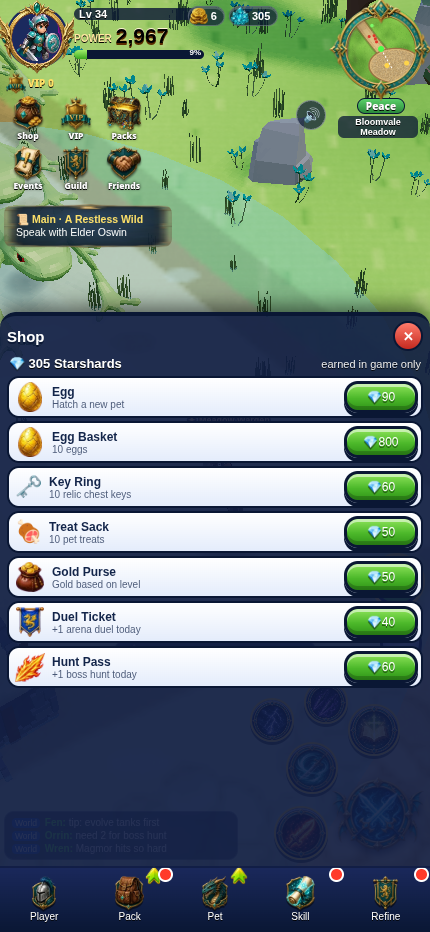 Lv 34
6
305
POWER 2,967
9%
VIP 0
VIP
Shop
VIP
Packs
Events
Guild
Friends
Peace
Bloomvale
Meadow
Main · A Restless Wild
Speak with Elder Oswin
Shop
305 Starshards
earned in game only
Egg
Hatch a new pet
90
Egg Basket
10 eggs
800
Key Ring
10 relic chest keys
60
Treat Sack
10 pet treats
50
Gold Purse
Gold based on level
50
Duel Ticket
+1 arena duel today
40
Hunt Pass
+1 boss hunt today
60
World tip: evolve tanks first
World need 2 for boss hunt
World Magmor hits so hard
Player
Pack
Pet
Skill
Refine